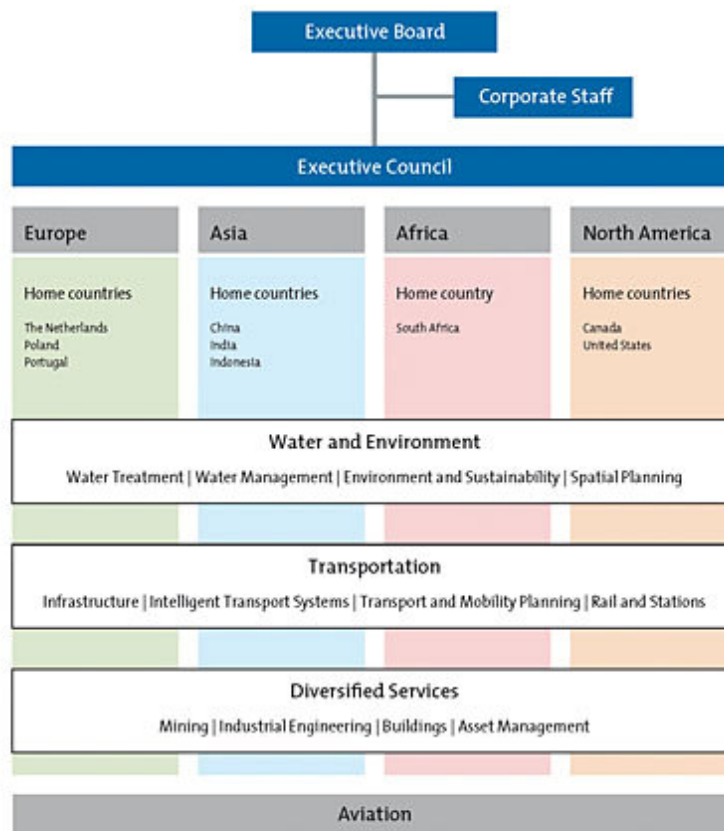 Executive Board
Corporate Staff
Executive Council
Europe
Asia
Africa
North America
Home countries
The Netherlands
Poland
Portugal
Home countries
China
India
Indonesia
Home country
South Africa
Home countries
Canada
United States
Water and Environment
Water Treatment | Water Management | Environment and Sustainability | Spatial Planning
Transportation
Infrastructure | Intelligent Transport Systems | Transport and Mobility Planning | Rail and Stations
Diversified Services
Mining | Industrial Engineering | Buildings | Asset Management
Aviation